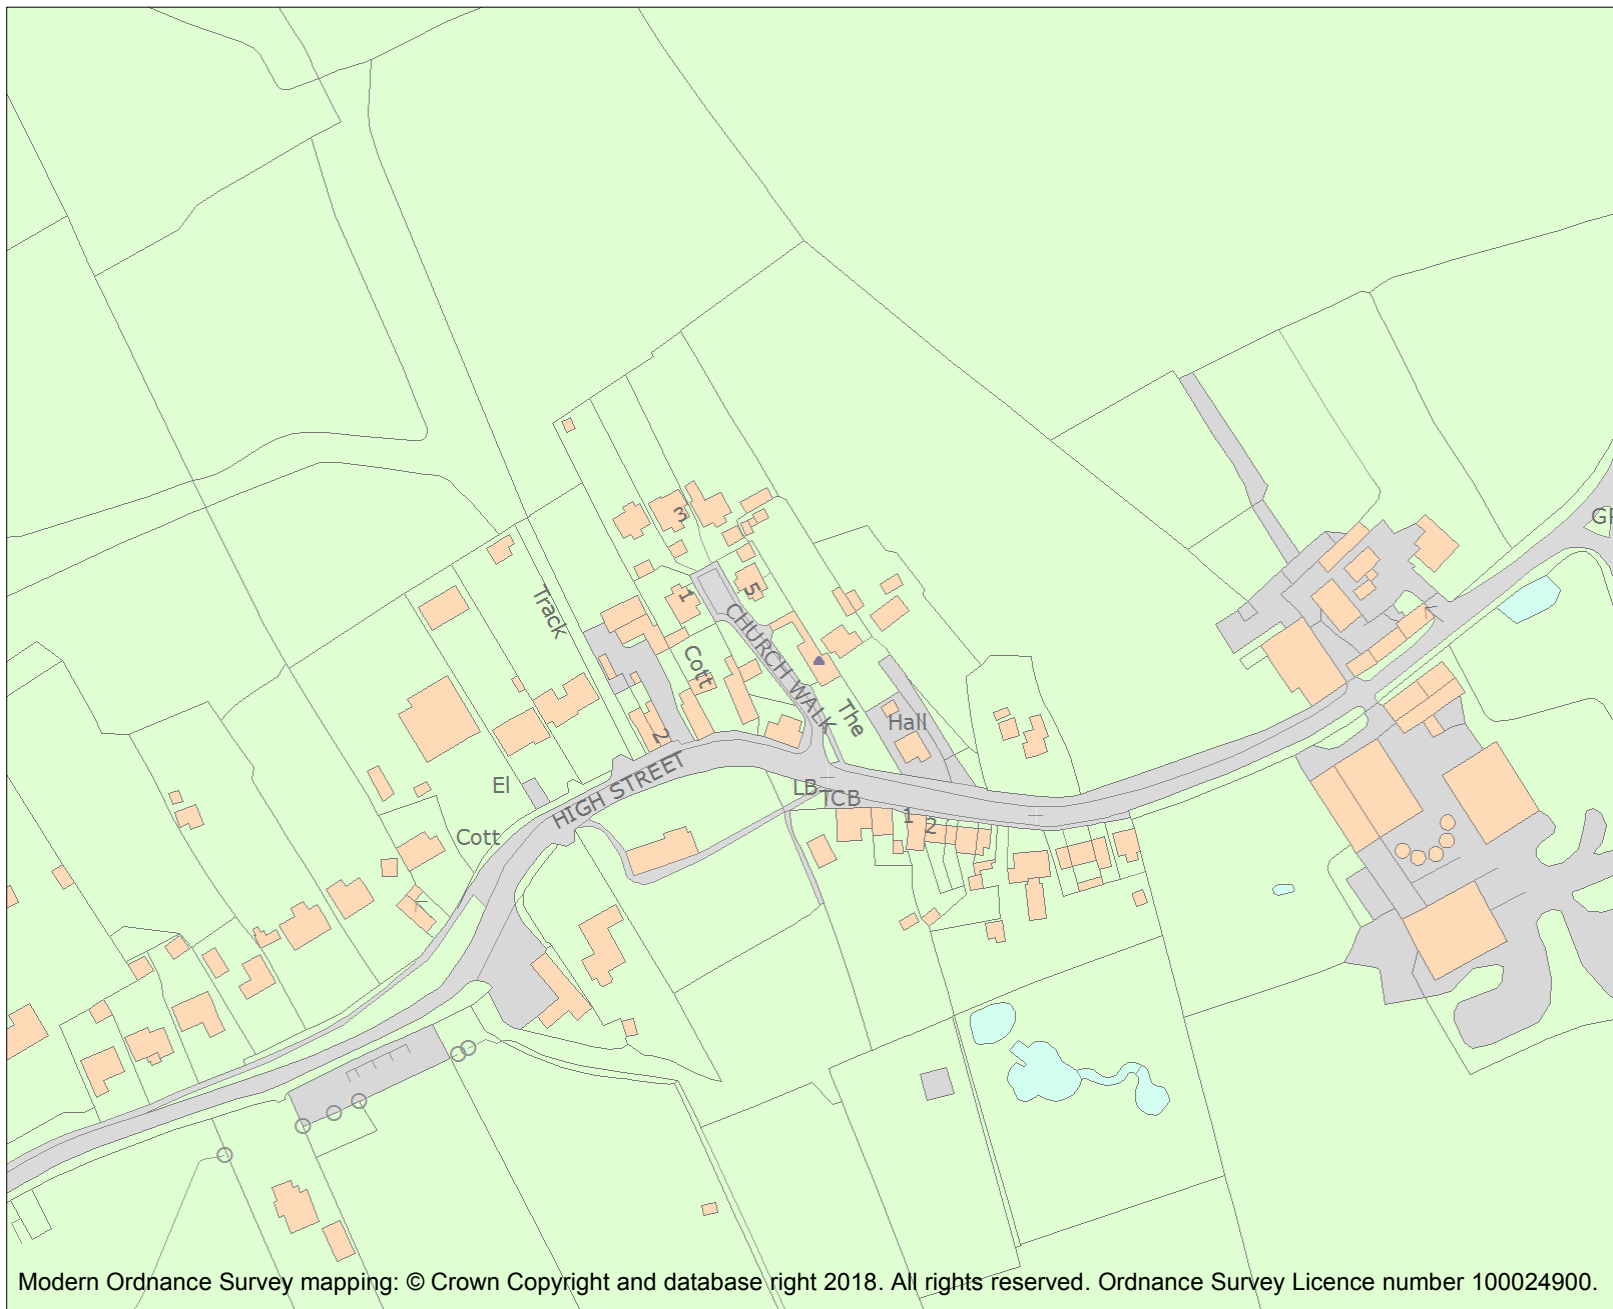 GR
3
Track
1
5
CHURCH WALK
Cott
The
Hall
2
HIGH STREET
El
LB
TCB
1
2
Cott
Modern Ordnance Survey mapping: © Crown Copyright and database right 2018. All rights reserved. Ordnance Survey Licence number 100024900.